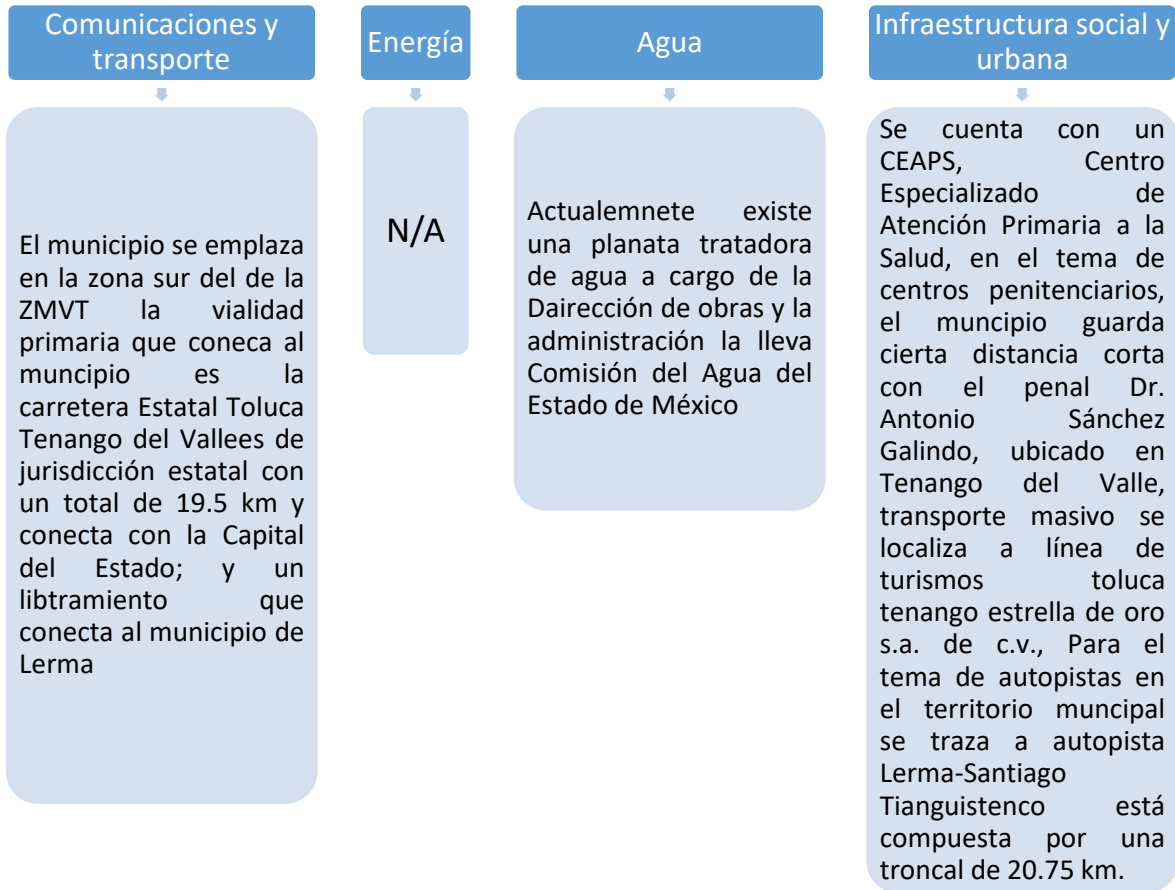 Comunicaciones y
transporte
El municipio se emplaza
en la zona sur del de la
ZMVT la vialidad
primaria que coneca al
muncipio es la
carretera Estatal Toluca
Tenango del Vallees de
jurisdicción estatal con
un total de 19.5 km y
conecta con la Capital
del Estado; y un
libtramiento que
conecta al municipio de
Lerma
Energía
N/A
Agua
Actualemnete existe
una planata tratadora
de agua a cargo de la
Dairección de obras y la
administración la lleva
Comisión del Agua del
Estado de México
Infraestructura social y
urbana
Se cuenta con un
CEAPS, Centro
Especializado de
Atención Primaria a la
Salud, en el tema de
centros penitenciarios,
el muncipio guarda
cierta distancia corta
con el penal Dr.
Antonio Sánchez
Galindo, ubicado en
Tenango del Valle,
transporte masivo se
localiza a línea de
turismos toluca
tenango estrella de oro
s.a. de c.v., Para el
tema de autopistas en
el territorio muncipal
se traza a autopista
Lerma-Santiago
Tianguistenco está
compuesta por una
troncal de 20.75 km.